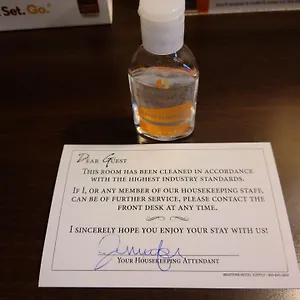 Set. Go.
DEAR GUEST
THIS ROOM HAS BEEN CLEANED IN ACCORDANCE
WITH THE HIGHEST INDUSTRY STANDARDS.
IF I, OR ANY MEMBER OF OUR HOUSEKEEPING STAFF,
CAN BE OF FURTHER SERVICE, PLEASE CONTACT THE
FRONT DESK AT ANY TIME.
I SINCERELY HOPE YOU ENJOY YOUR STAY WITH US!
Jennifer
YOUR HOUSEKEEPING ATTENDANT